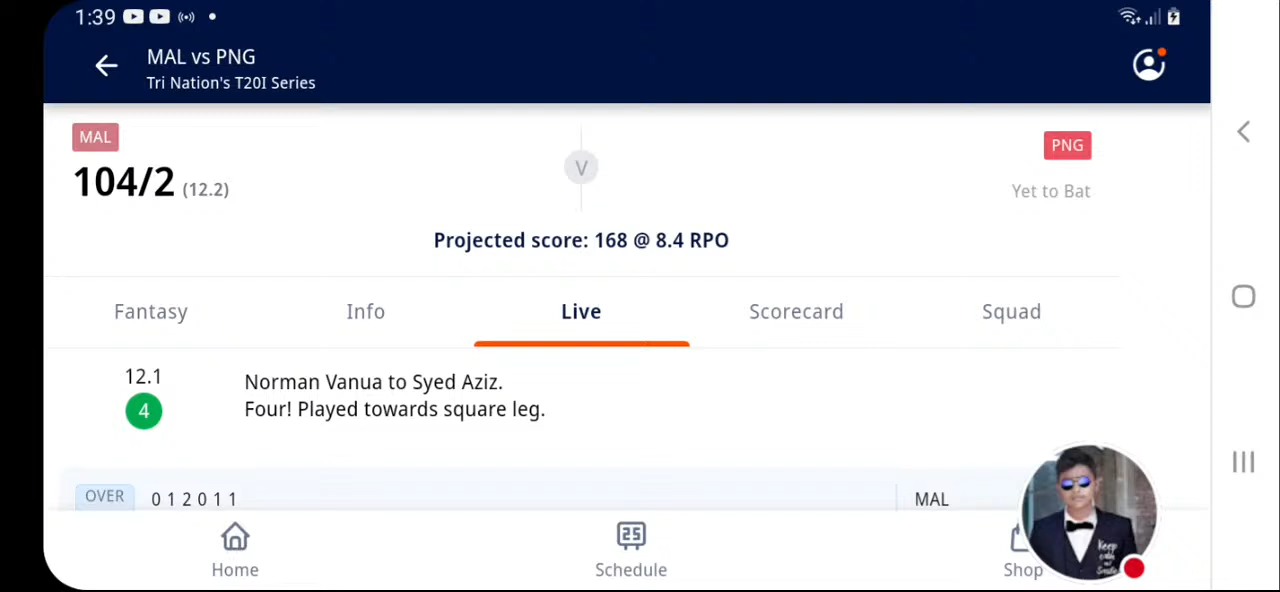 1:39
MAL vs PNG
Tri Nation's T20I Series
MAL
104/2 (12.2)
V
PNG
Yet to Bat
Projected score: 168 @ 8.4 RPO
Fantasy Info Live Scorecard Squad
12.1
Norman Vanua to Syed Aziz.
4
Four! Played towards square leg.
OVER 0 1 2 0 1 1 MAL
25
Home Schedule Shop
Keep
Smile